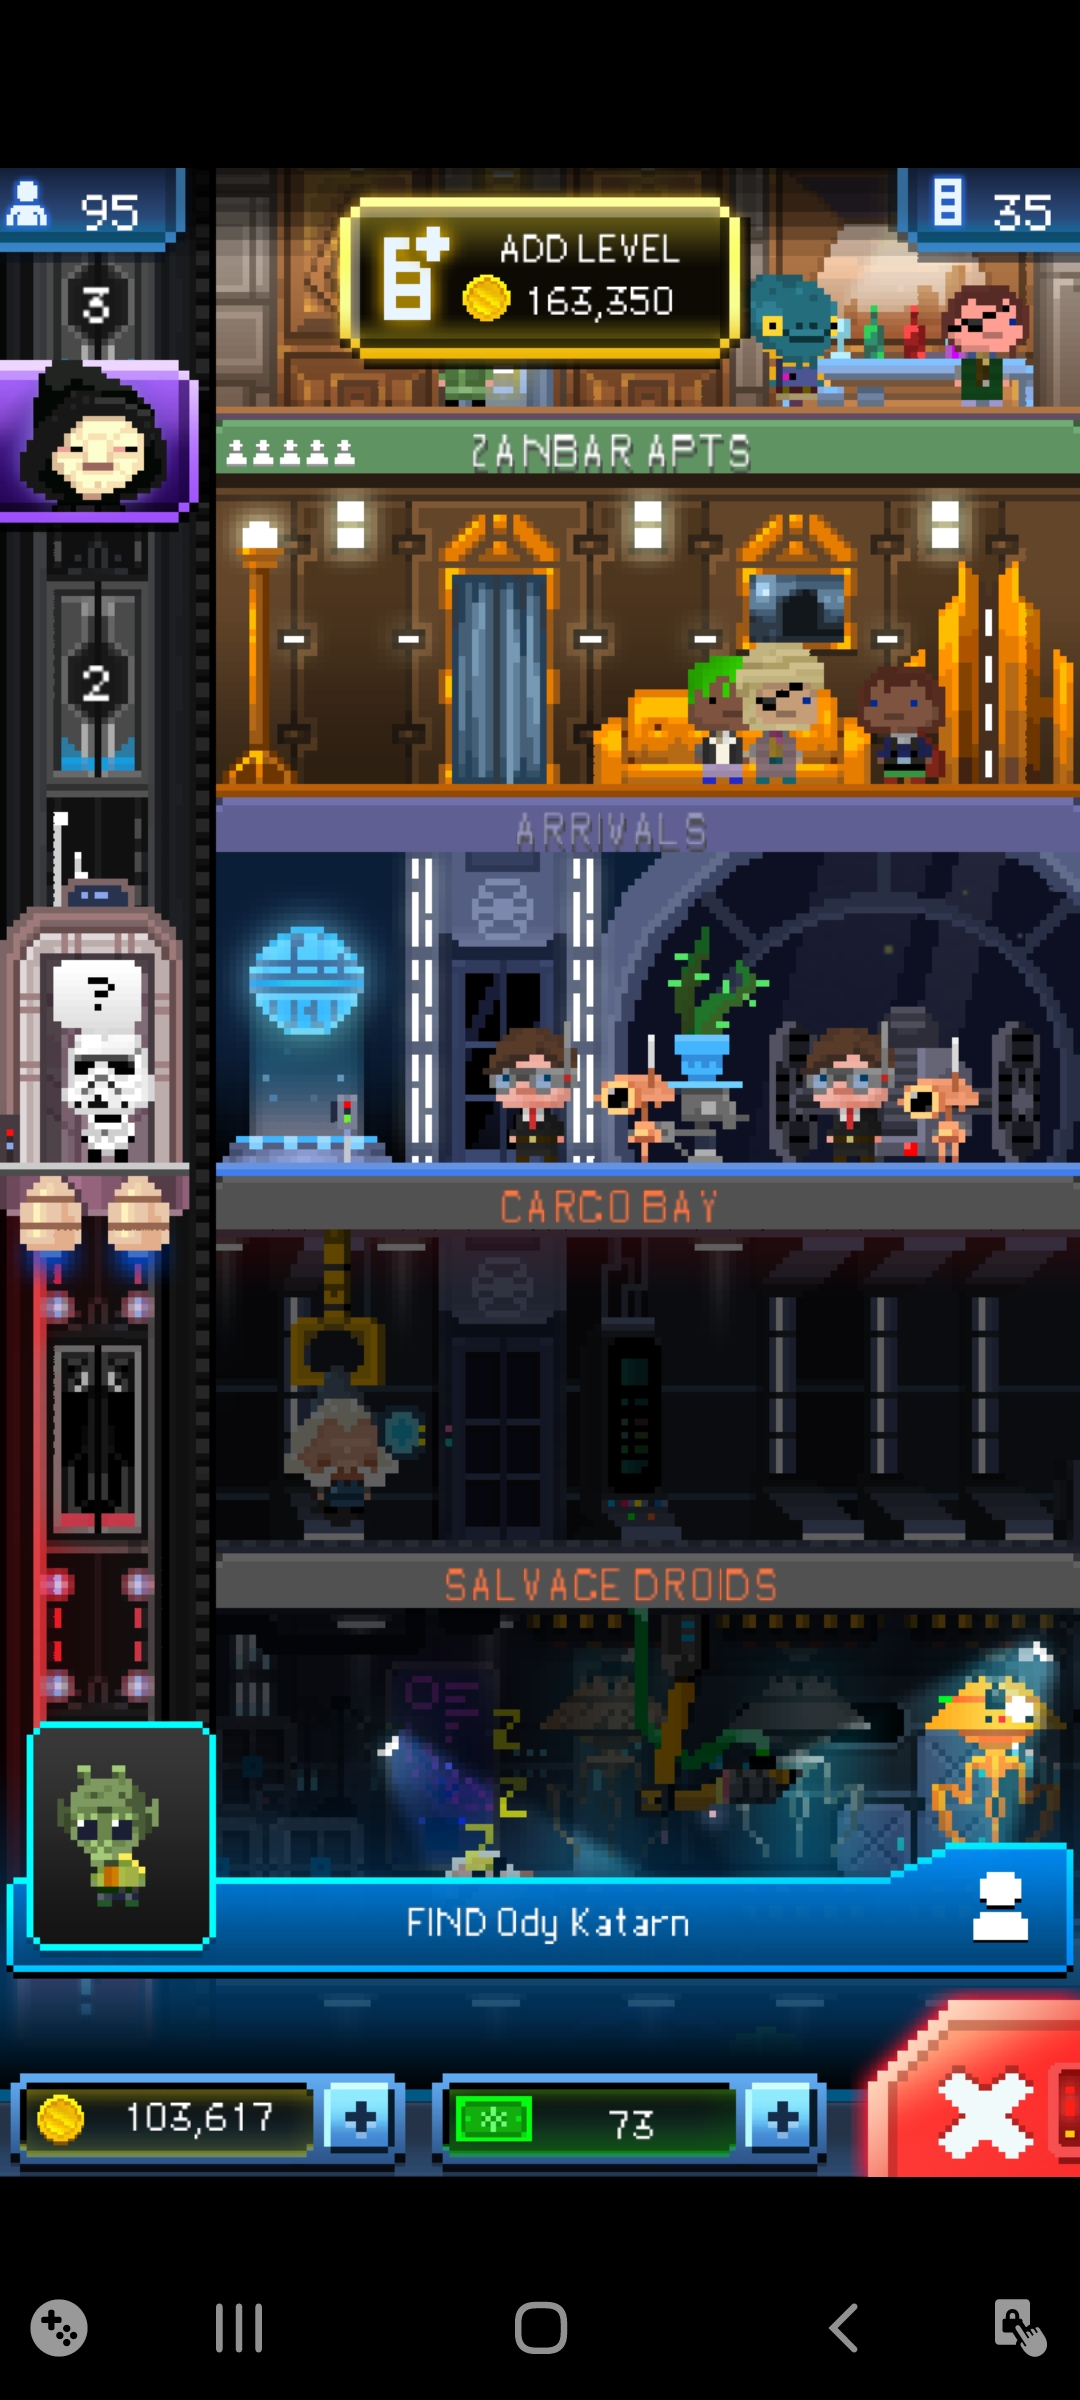 95
ADD LEVEL
163,350
35
3
ZANBAR APTS
2
ARRIVALS
?
CARGO BAY
SALVAGE DROIDS
FIND Ody Katarn
103,617
73